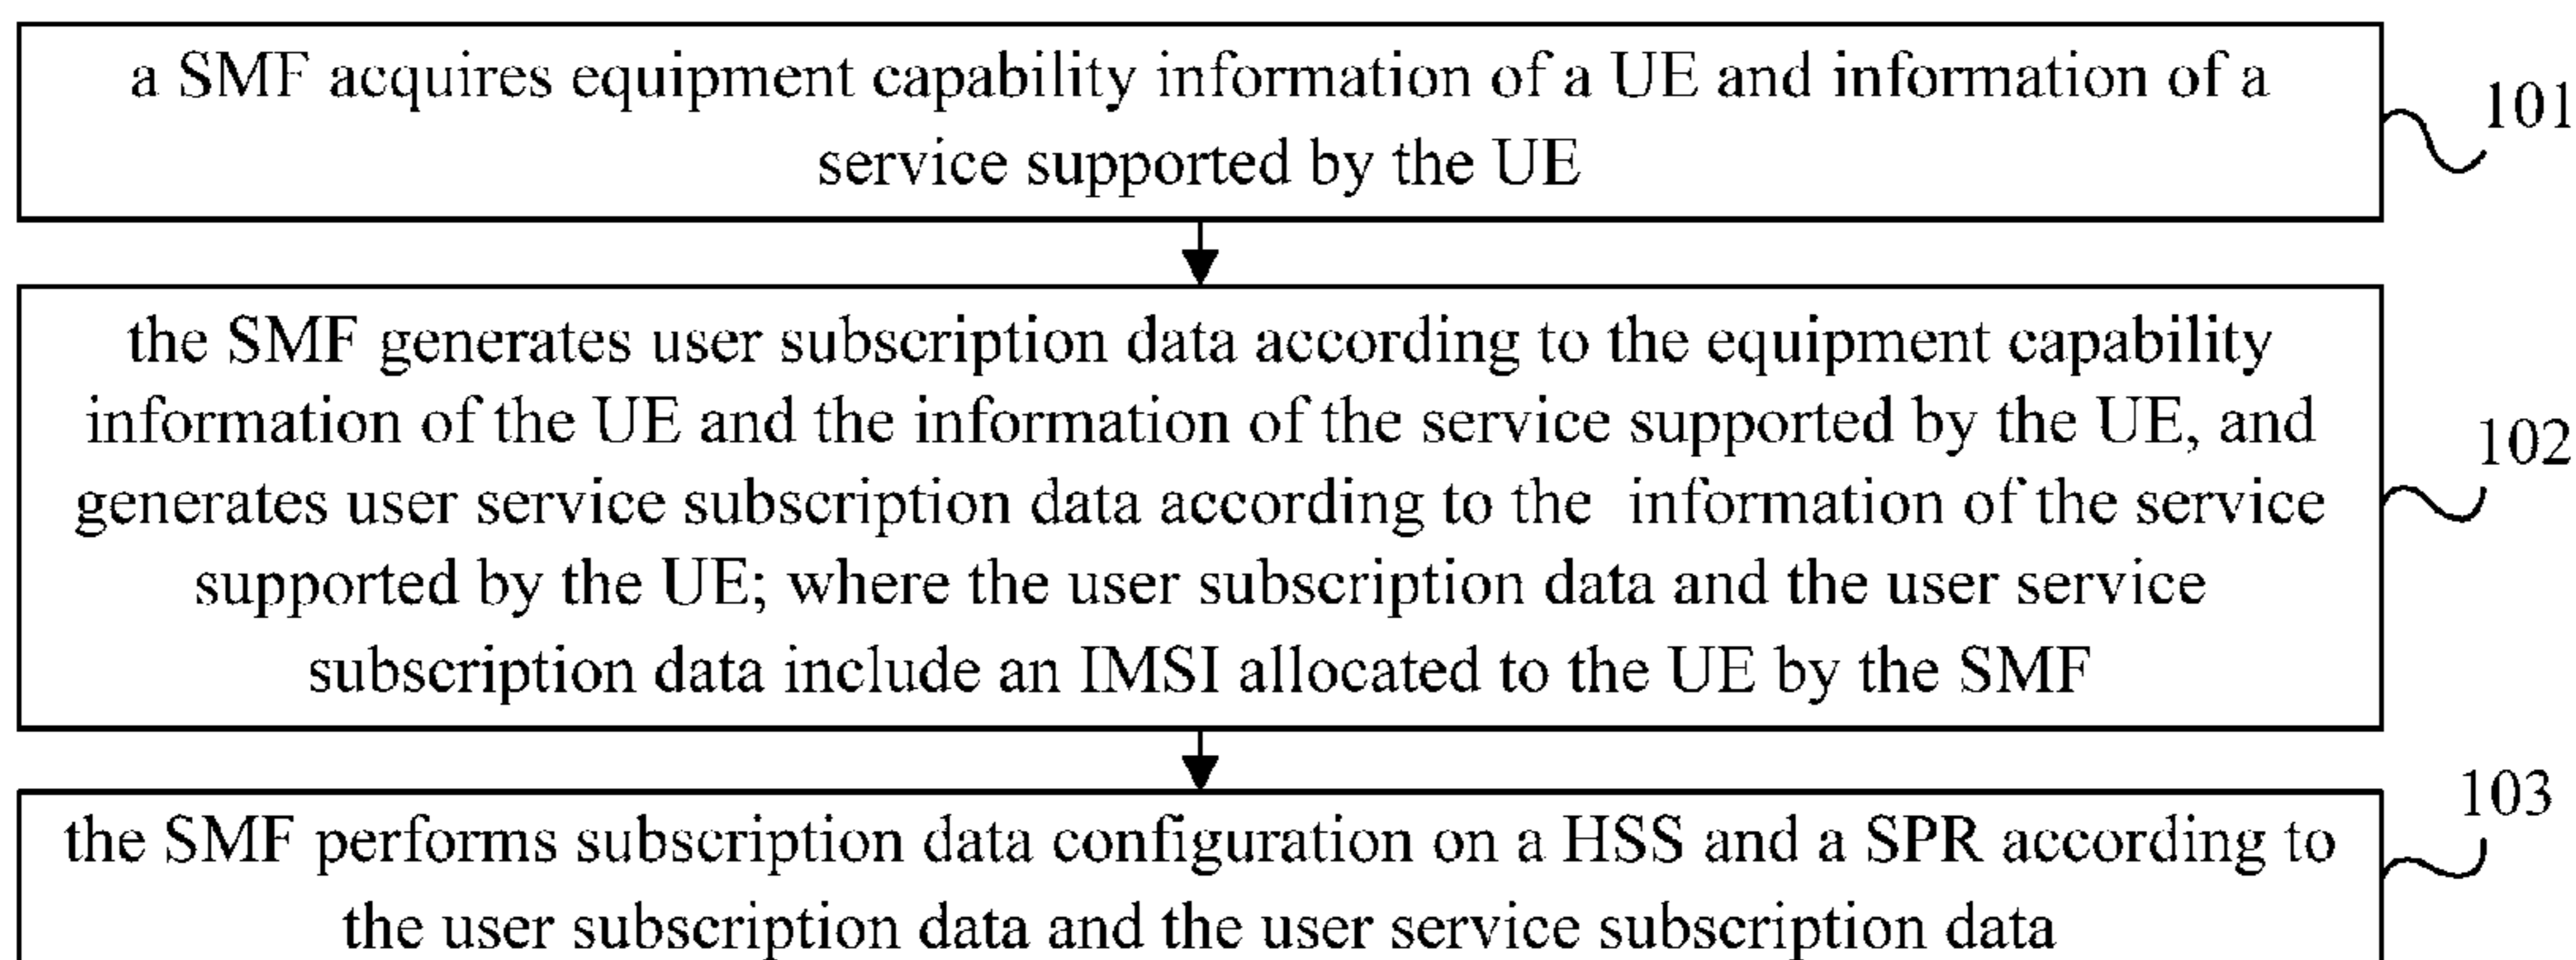 a SMF acquires equipment capability information of a UE and information of a
service supported by the UE
101
the SMF generates user subscription data according to the equipment capability
information of the UE and the information of the service supported by the UE, and
generates user service subscription data according to the information of the service
supported by the UE; where the user subscription data and the user service
subscription data include an IMSI allocated to the UE by the SMF
102
the SMF performs subscription data configuration on a HSS and a SPR according to
the user subscription data and the user service subscription data
103